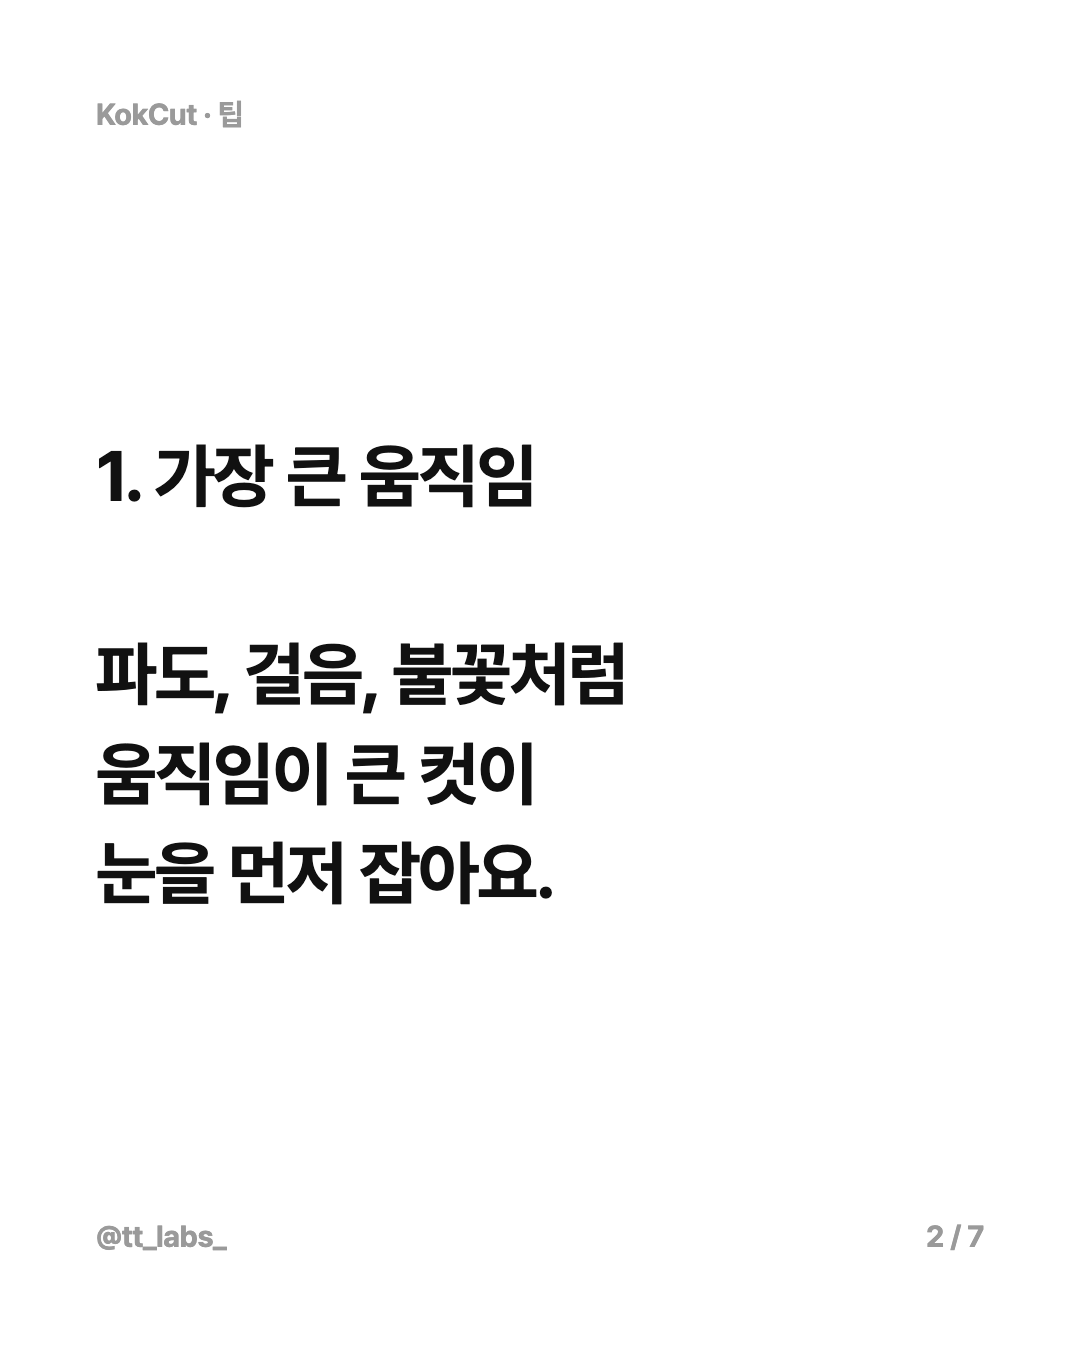 KokCut · 팁
1. 가장 큰 움직임
파도, 걸음, 불꽃처럼
움직임이 큰 컷이
눈을 먼저 잡아요.
@tt_labs_
2 / 7